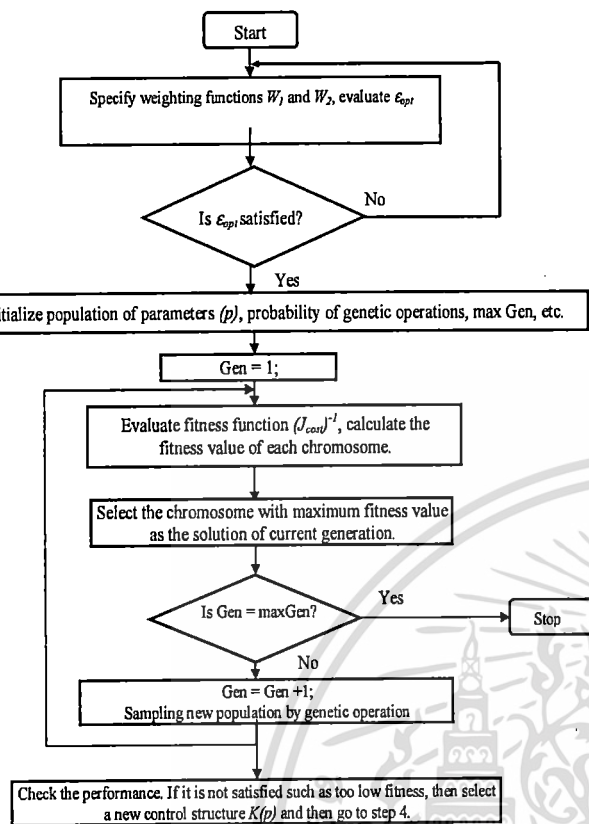 Start
Specify weighting functions W₁ and W₂, evaluate ε_opt
Is ε_opt satisfied?
No
Yes
itialize population of parameters (p), probability of genetic operations, max Gen, etc.
Gen = 1;
Evaluate fitness function (J_cost)⁻¹, calculate the
fitness value of each chromosome.
Select the chromosome with maximum fitness value
as the solution of current generation.
Is Gen = maxGen?
Yes
Stop
No
Gen = Gen +1;
Sampling new population by genetic operation
Check the performance. If it is not satisfied such as too low fitness, then select
a new control structure K(p) and then go to step 4.